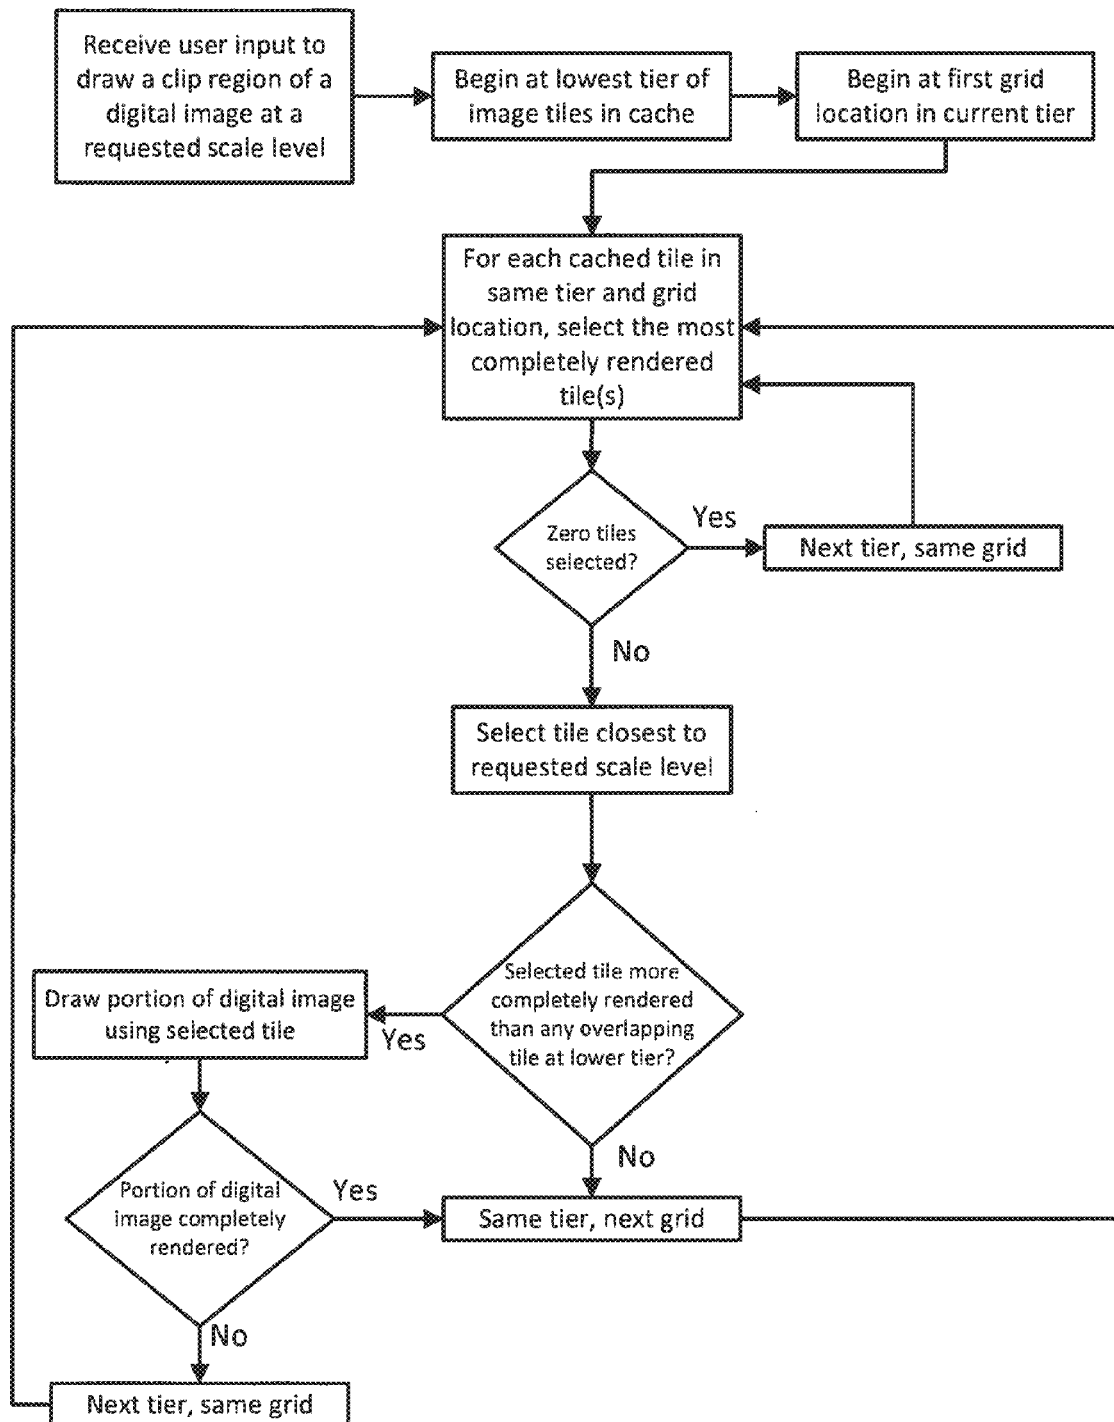 Receive user input to
draw a clip region of a
digital image at a
requested scale level
Begin at lowest tier of
image tiles in cache
Begin at first grid
location in current tier
For each cached tile in
same tier and grid
location, select the most
completely rendered
tile(s)
Zero tiles
selected?
Yes
Next tier, same grid
No
Select tile closest to
requested scale level
Selected tile more
completely rendered
than any overlapping
tile at lower tier?
Yes
Draw portion of digital image
using selected tile
No
Portion of digital
image completely
rendered?
Yes
Same tier, next grid
No
Next tier, same grid